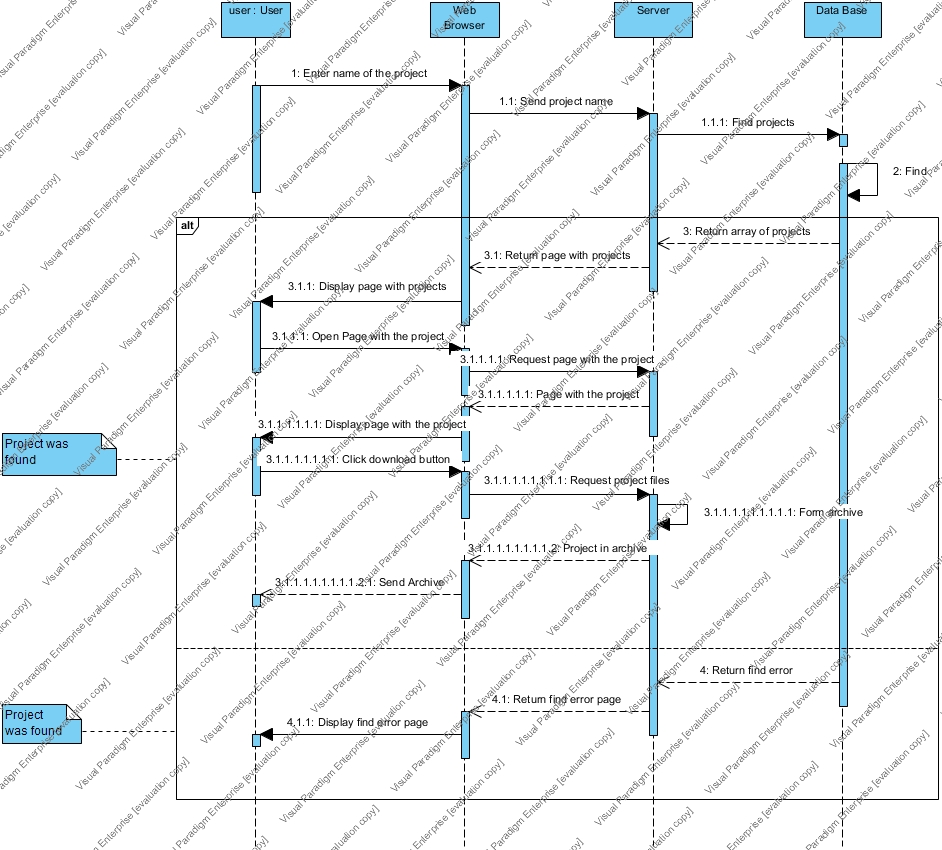 user : User
Web
Browser
Server
Data Base
1: Enter name of the project
1.1: Send project name
1.1.1: Find projects
2: Find
alt
3: Return array of projects
3.1: Return page with projects
3.1.1: Display page with projects
3.1.1.1: Open Page with the project
3.1.1.1.1: Request page with the project
3.1.1.1.1.1: Page with the project
3.1.1.1.1.1.1: Display page with the project
Project was
found
3.1.1.1.1.1.1.1: Click download button
3.1.1.1.1.1.1.1.1: Request project files
3.1.1.1.1.1.1.1.1.1: Form archive
3.1.1.1.1.1.1.1.1.2: Project in archive
3.1.1.1.1.1.1.1.1.2.1: Send Archive
4: Return find error
4.1: Return find error page
Project
was found
4.1.1: Display find error page
Visual Paradigm Enterprise [evaluation copy]